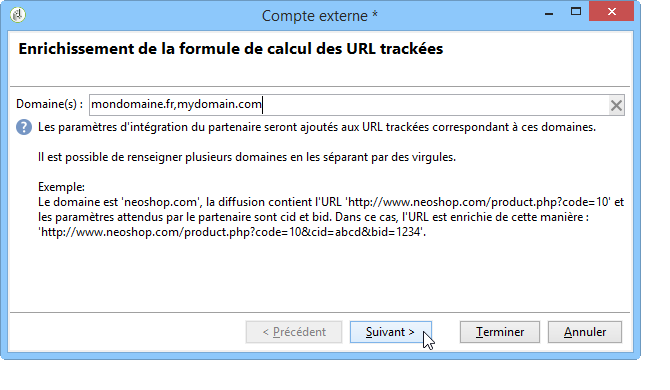 Compte externe *
Enrichissement de la formule de calcul des URL trackées
Domaine(s) : mondomaine.fr,mydomain.com
Les paramètres d'intégration du partenaire seront ajoutés aux URL trackées correspondant à ces domaines.
Il est possible de renseigner plusieurs domaines en les séparant par des virgules.
Exemple:
Le domaine est 'neoshop.com', la diffusion contient l'URL 'http://www.neoshop.com/product.php?code=10' et
les paramètres attendus par le partenaire sont cid et bid. Dans ce cas, l'URL est enrichie de cette manière :
'http://www.neoshop.com/product.php?code=10&cid=abcd&bid=1234'.
< Précédent Suivant > Terminer Annuler